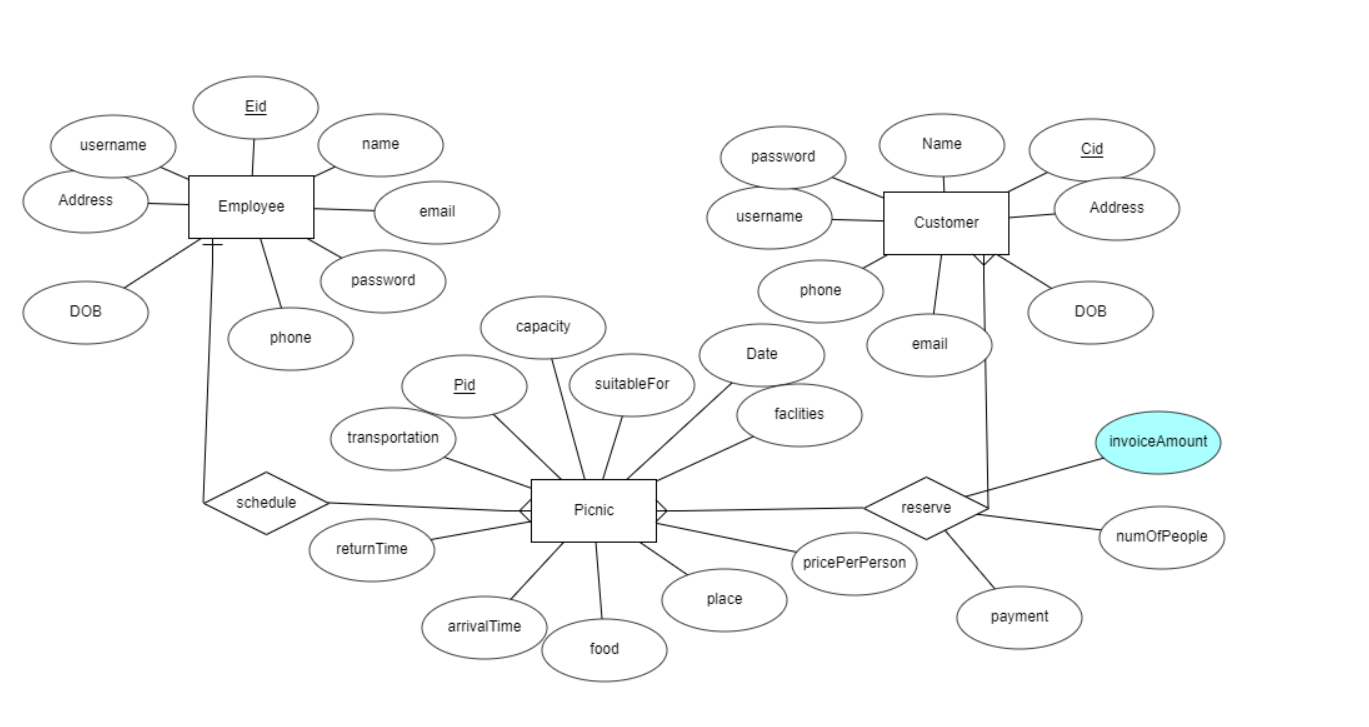 Eid
username
name
Address
Employee
email
password
DOB
phone
password
Name
Cid
username
Customer
Address
phone
email
DOB
capacity
Date
Pid
suitableFor
faclities
transportation
invoiceAmount
schedule
Picnic
reserve
returnTime
pricePerPerson
numOfPeople
arrivalTime
food
place
payment